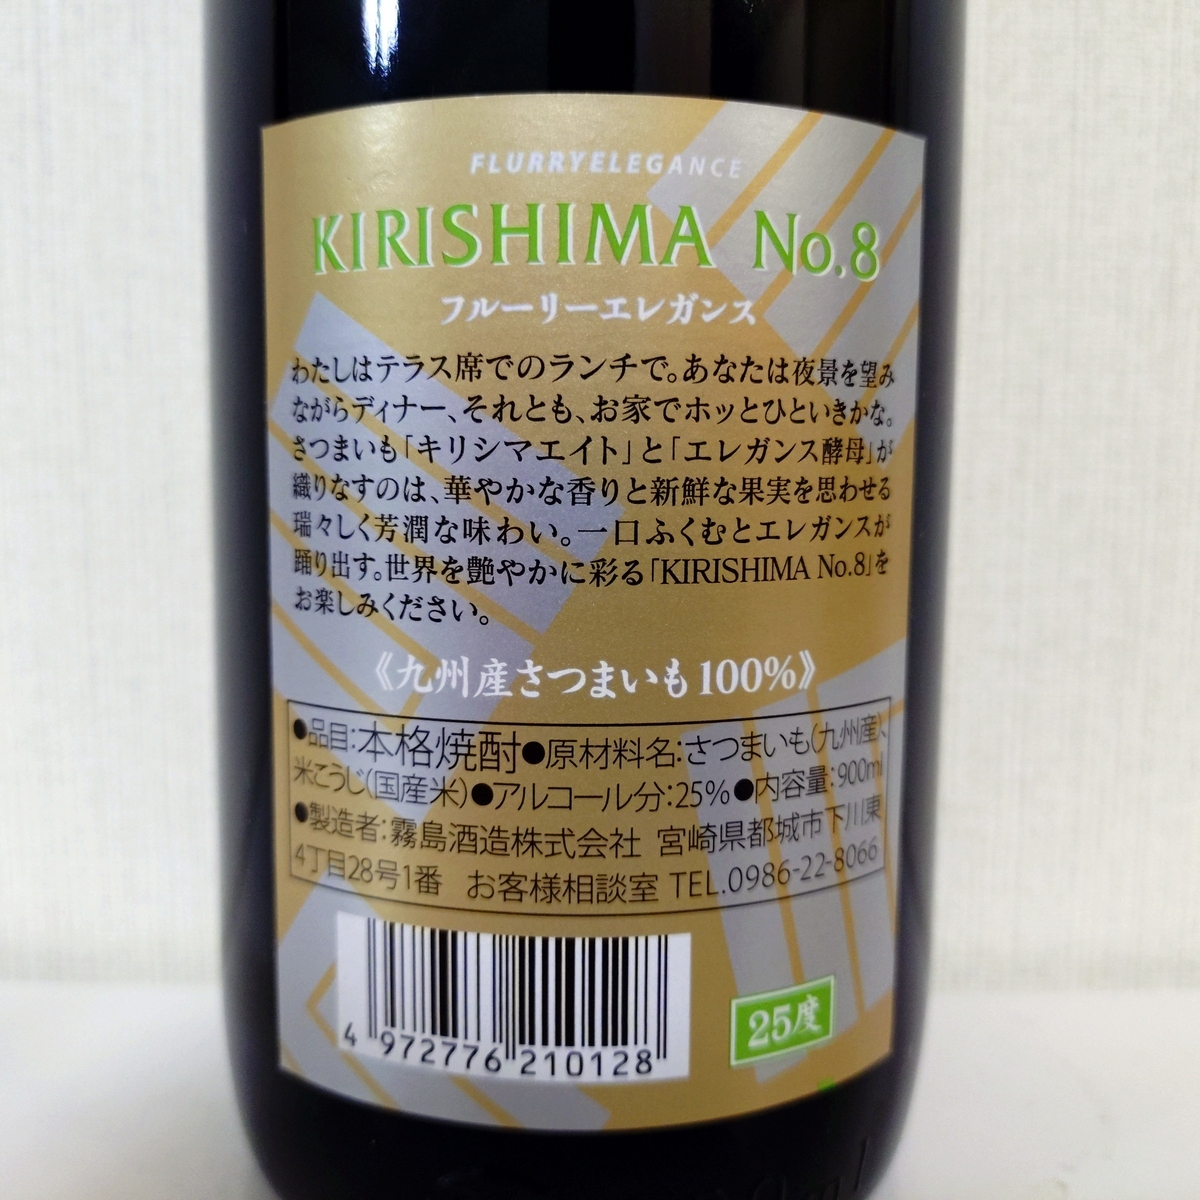 FLURRYELEGANCE
KIRISHIMA No.8
フルーリーエレガンス
わたしはテラス席でのランチで。あなたは夜景を望み
ながらディナー、それとも、お家でホッとひといきかな。
さつまいも「キリシマエイト」と「エレガンス酵母」が
織りなすのは、華やかな香りと新鮮な果実を思わせる
瑞々しく芳潤な味わい。一口ふくむとエレガンスが
踊り出す。世界を艶やかに彩る「KIRISHIMA No.8」を
お楽しみください。
《九州産さつまいも100%》
●品目:本格焼酎●原材料名:さつまいも(九州産)、
米こうじ(国産米)●アルコール分:25%●内容量:900ml
●製造者:霧島酒造株式会社 宮崎県都城市下川東
4丁目28号1番 お客様相談室 TEL.0986-22-8066
4 972776 210128
25度